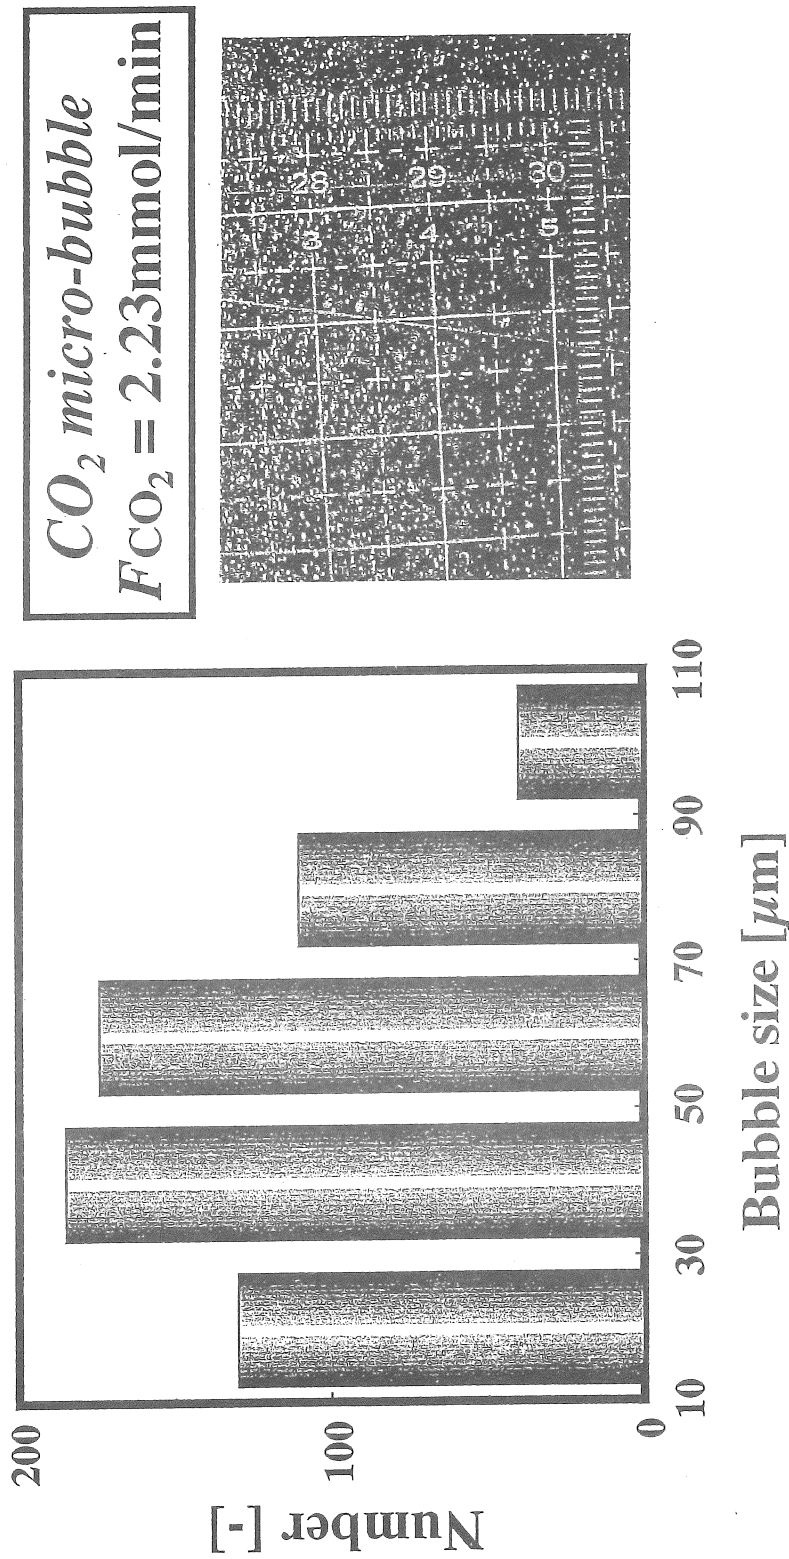 CO₂ micro-bubble
FCO₂ = 2.23mmol/min
200
100
0
Number [-]
10 30 50 70 90 110
Bubble size [μm]
28 29 30
3 4 5